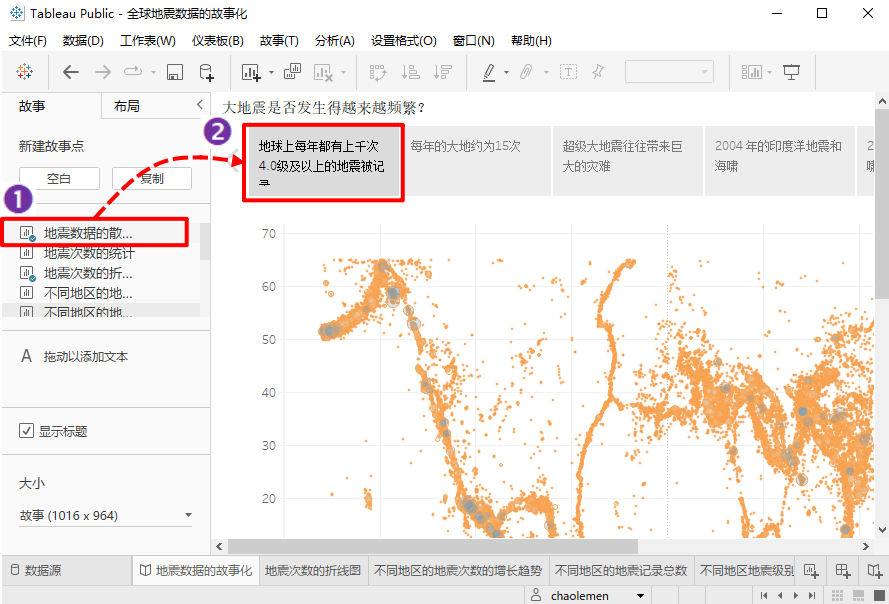 Tableau Public - 全球地震数据的故事化
文件(F) 数据(D) 工作表(W) 仪表板(B) 故事(T) 分析(A) 设置格式(O) 窗口(N) 帮助(H)
故事 布局
新建故事点
空白 复制
1
地震数据的散...
地震次数的统计
地震次数的折...
不同地区的地...
不同地区的地...
A 拖动以添加文本
显示标题
大小
故事 (1016 x 964)
大地震是否发生得越来越频繁?
2
地球上每年都有上千次
4.0级及以上的地震被记
录
每年的大地约为15次
超级大地震往往带来巨
大的灾难
2004 年的印度洋地震和
海啸
2
啸
70
60
50
40
30
20
数据源 地震数据的故事化 地震次数的折线图 不同地区的地震次数的增长趋势 不同地区的地震记录总数 不同地区地震级别
chaolemen